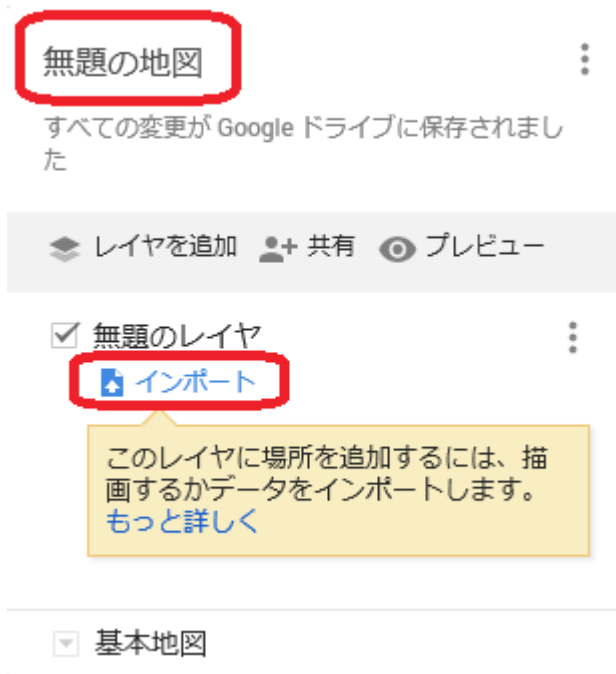 無題の地図
すべての変更が Google ドライブに保存されまし
た
レイヤを追加 共有 プレビュー
無題のレイヤ
インポート
このレイヤに場所を追加するには、描
画するかデータをインポートします。
もっと詳しく
基本地図